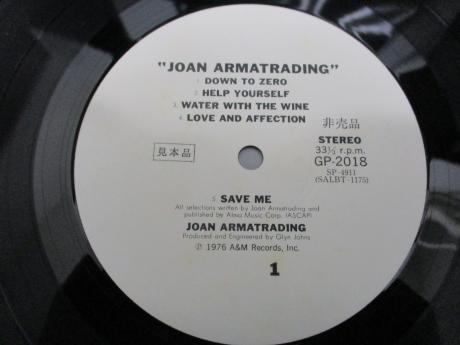 "JOAN ARMATRADING"
1. DOWN TO ZERO
2. HELP YOURSELF
3. WATER WITH THE WINE
4. LOVE AND AFFECTION
非売品
STEREO
33⅓ r.p.m.
GP-2018
SP-4911
(SALBT-1175)
見本品
5. SAVE ME
All selections written by Joan Armatrading and
published by Alma Music Corp. (ASCAP)
JOAN ARMATRADING
Produced and Engineered by Glyn Johns
℗ 1976 A&M Records, Inc.
1